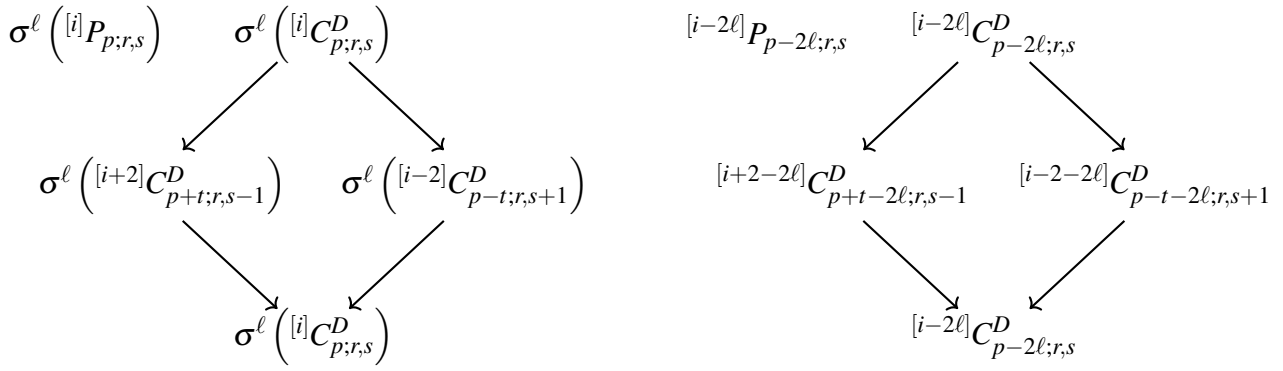 σ^ℓ ( ^{[i]}P_{p;r,s} ) σ^ℓ ( ^{[i]}C^D_{p;r,s} ) ^{[i−2ℓ]}P_{p−2ℓ;r,s} ^{[i−2ℓ]}C^D_{p−2ℓ;r,s}
σ^ℓ ( ^{[i+2]}C^D_{p+t;r,s−1} ) σ^ℓ ( ^{[i−2]}C^D_{p−t;r,s+1} ) ^{[i+2−2ℓ]}C^D_{p+t−2ℓ;r,s−1} ^{[i−2−2ℓ]}C^D_{p−t−2ℓ;r,s+1}
σ^ℓ ( ^{[i]}C^D_{p;r,s} ) ^{[i−2ℓ]}C^D_{p−2ℓ;r,s}